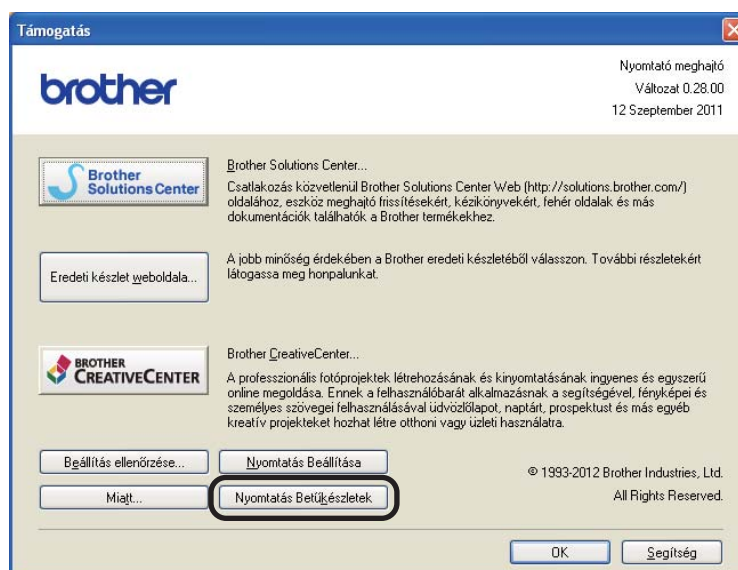 Támogatás
brother
Nyomtató meghajtó
Változat 0.28.00
12 Szeptember 2011
Brother
Solutions Center
Brother Solutions Center...
Csatlakozás közvetlenül Brother Solutions Center Web (http://solutions.brother.com/)
oldalához, eszköz meghajtó frissítésekért, kézikönyvekért, fehér oldalak és más
dokumentációk találhatók a Brother termékekhez.
Eredeti készlet weboldala...
A jobb minőség érdekében a Brother eredeti készletéből válasszon. További részletekért
látogassa meg honpalunkat.
BROTHER
CREATIVECENTER
Brother CreativeCenter...
A professzionális fotóprojektek létrehozásának és kinyomtatásának ingyenes és egyszerű
online megoldása. Ennek a felhasználóbarát alkalmazásnak a segítségével, fényképei és
személyes szövegei felhasználásával üdvözlőlapot, naptárt, prospektust és más egyéb
kreatív projekteket hozhat létre otthoni vagy üzleti használatra.
Beállítás ellenőrzése...
Nyomtatás Beállítása
Miatt...
Nyomtatás Betűkészletek
© 1993-2012 Brother Industries, Ltd.
All Rights Reserved.
OK
Segítség